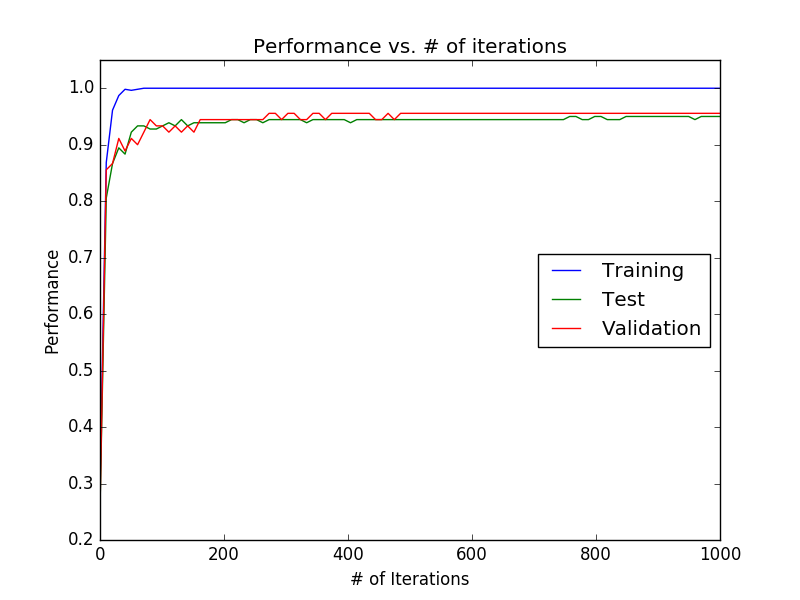 Performance vs. # of iterations
1.0
0.9
0.8
0.7
0.6
0.5
0.4
0.3
0.2
Performance
Training
Test
Validation
0 200 400 600 800 1000
# of Iterations